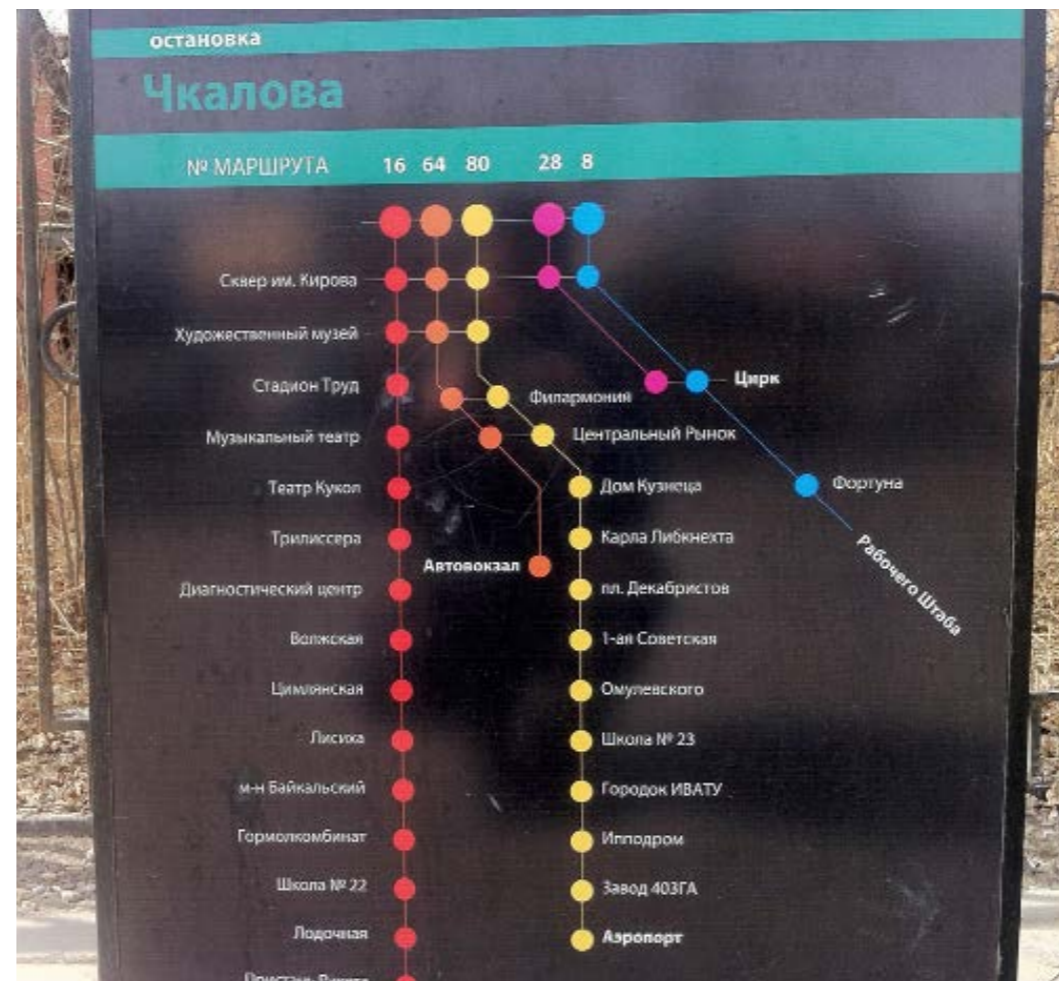 остановка
Чкалова
№ МАРШРУТА 16 64 80 28 8
Сквер им. Кирова
Художественный музей
Стадион Труд
Цирк
Филармония
Музыкальный театр
Центральный Рынок
Театр Кукол
Дом Кузнеца
Фортуна
Трилиссера
Карла Либкнехта
Рабочего Штаба
Автовокзал
Диагностический центр
пл. Декабристов
Волжская
1-ая Советская
Цимлянская
Омулевского
Лисиха
Школа № 23
м-н Байкальский
Городок ИВАТУ
Гормолкомбинат
Ипподром
Школа № 22
Завод 403ГА
Лодочная
Аэропорт